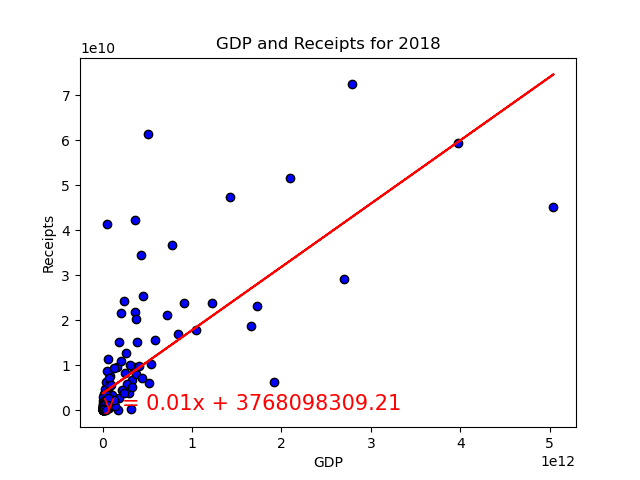 GDP and Receipts for 2018
1e10
7
6
5
4
3
2
1
0
Receipts
y = 0.01x + 3768098309.21
0 1 2 3 4 5
1e12
GDP